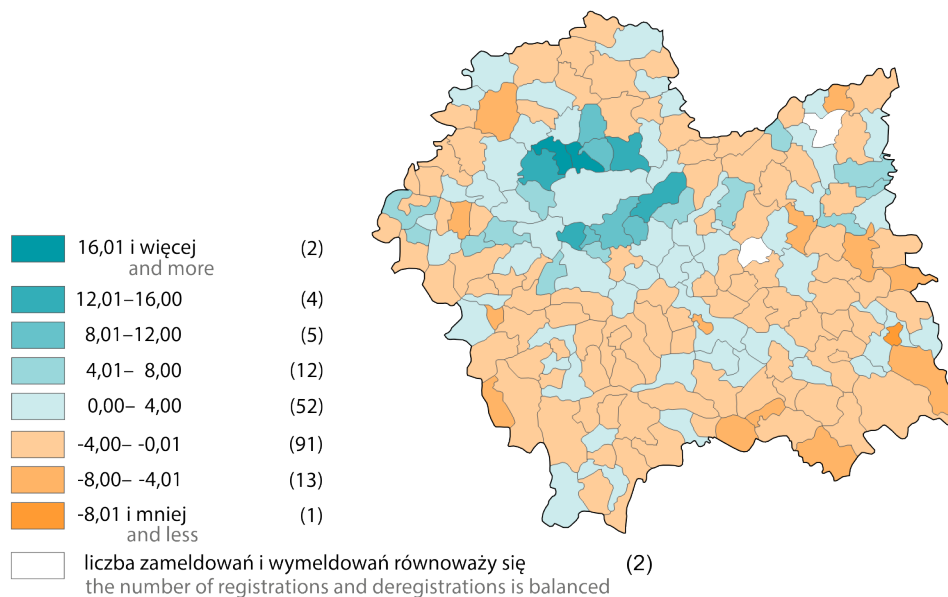 16,01 i więcej (2)
and more
12,01–16,00 (4)
8,01–12,00 (5)
4,01– 8,00 (12)
0,00– 4,00 (52)
-4,00– -0,01 (91)
-8,00– -4,01 (13)
-8,01 i mniej (1)
and less
liczba zameldowań i wymeldowań równoważy się (2)
the number of registrations and deregistrations is balanced